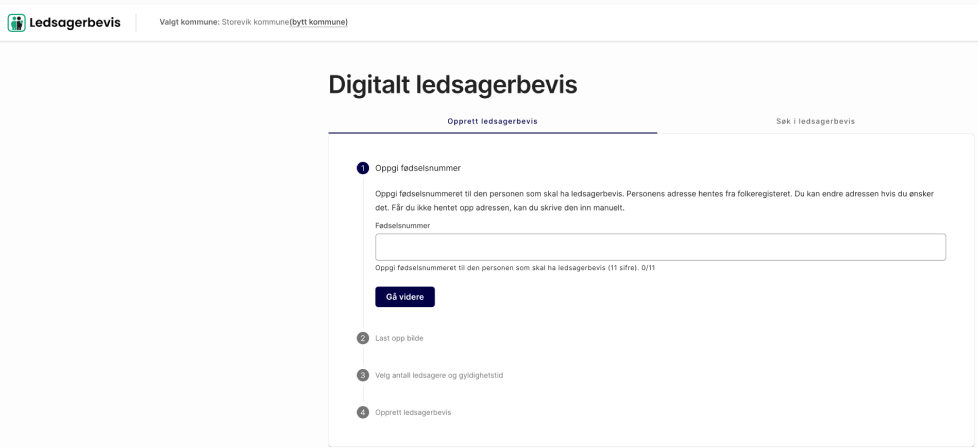 Ledsagerbevis
Valgt kommune: Storevik kommune(bytt kommune)
Digitalt ledsagerbevis
Opprett ledsagerbevis
Søk i ledsagerbevis
1 Oppgi fødselsnummer
Oppgi fødselsnummeret til den personen som skal ha ledsagerbevis. Personens adresse hentes fra folkeregisteret. Du kan endre adressen hvis du ønsker
det. Får du ikke hentet opp adressen, kan du skrive den inn manuelt.
Fødselsnummer
Oppgi fødselsnummeret til den personen som skal ha ledsagerbevis (11 sifre). 0/11
Gå videre
2 Last opp bilde
3 Velg antall ledsagere og gyldighetstid
4 Opprett ledsagerbevis